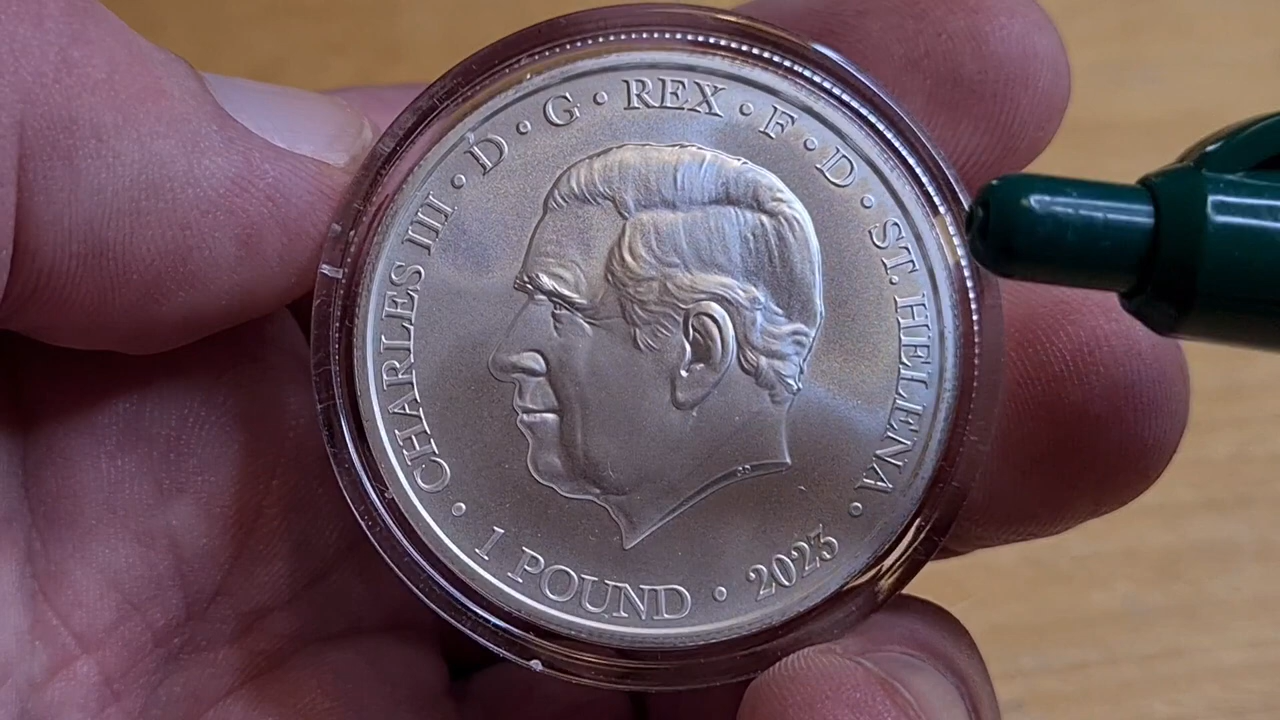 CHARLES III · D · G · REX · F · D · ST. HELENA · 2023 · 1 POUND ·